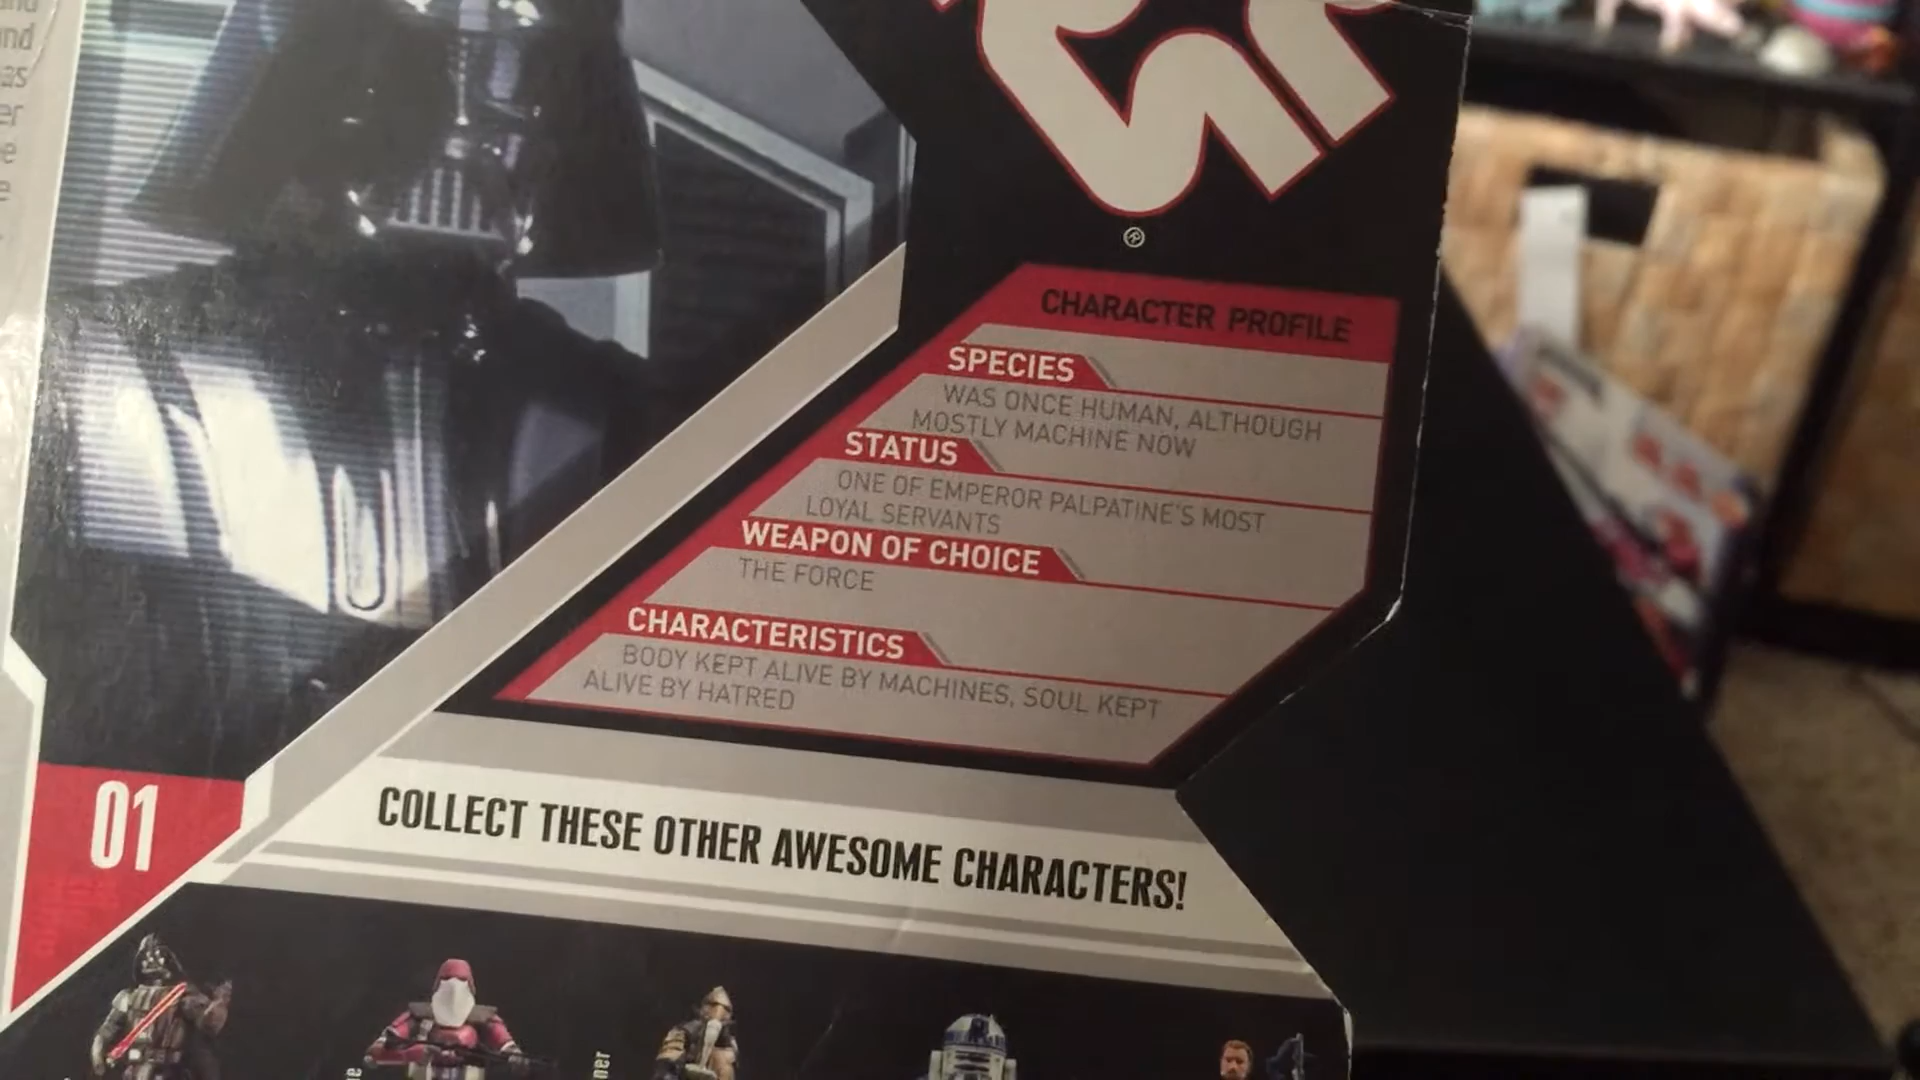 ®
CHARACTER PROFILE
SPECIES
WAS ONCE HUMAN, ALTHOUGH
MOSTLY MACHINE NOW
STATUS
ONE OF EMPEROR PALPATINE'S MOST
LOYAL SERVANTS
WEAPON OF CHOICE
THE FORCE
CHARACTERISTICS
BODY KEPT ALIVE BY MACHINES, SOUL KEPT
ALIVE BY HATRED
01
COLLECT THESE OTHER AWESOME CHARACTERS!